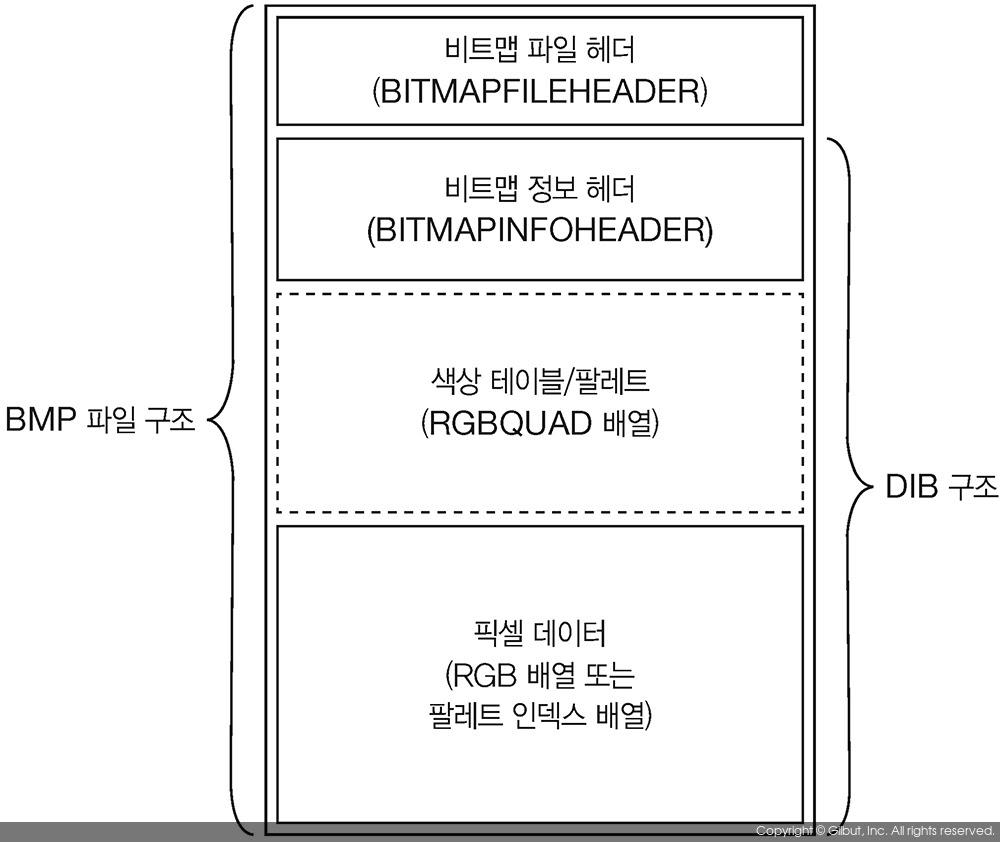 비트맵 파일 헤더
(BITMAPFILEHEADER)
비트맵 정보 헤더
(BITMAPINFOHEADER)
색상 테이블/팔레트
(RGBQUAD 배열)
BMP 파일 구조
DIB 구조
픽셀 데이터
(RGB 배열 또는
팔레트 인덱스 배열)
Copyright © Gilbut, Inc. All rights reserved.